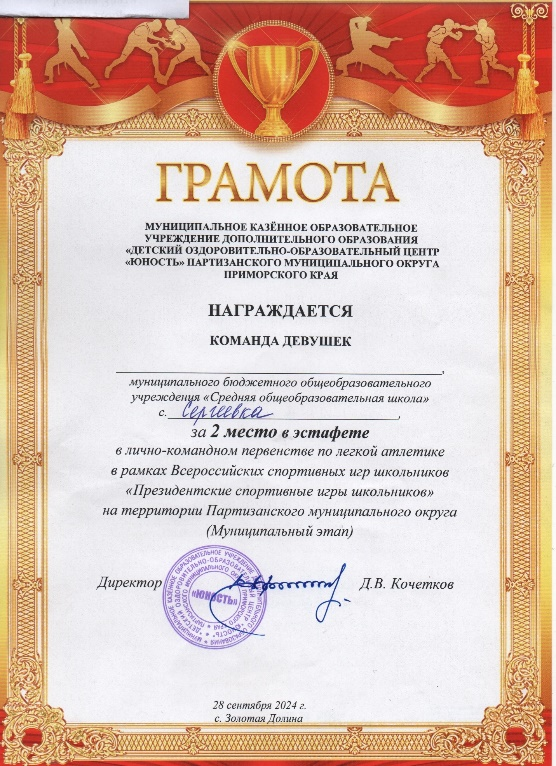 ГРАМОТА
МУНИЦИПАЛЬНОЕ КАЗЁННОЕ ОБРАЗОВАТЕЛЬНОЕ
УЧРЕЖДЕНИЕ ДОПОЛНИТЕЛЬНОГО ОБРАЗОВАНИЯ
«ДЕТСКИЙ ОЗДОРОВИТЕЛЬНО-ОБРАЗОВАТЕЛЬНЫЙ ЦЕНТР
«ЮНОСТЬ» ПАРТИЗАНСКОГО МУНИЦИПАЛЬНОГО ОКРУГА
ПРИМОРСКОГО КРАЯ
НАГРАЖДАЕТСЯ
КОМАНДА ДЕВУШЕК
муниципального бюджетного общеобразовательного
учреждения «Средняя общеобразовательная школа»
с. Сергеевка,
за 2 место в эстафете
в лично-командном первенстве по легкой атлетике
в рамках Всероссийских спортивных игр школьников
«Президентские спортивные игры школьников»
на территории Партизанского муниципального округа
(Муниципальный этап)
Директор Д.В. Кочетков
«ЮНОСТЬ»
28 сентября 2024 г.
с. Золотая Долина